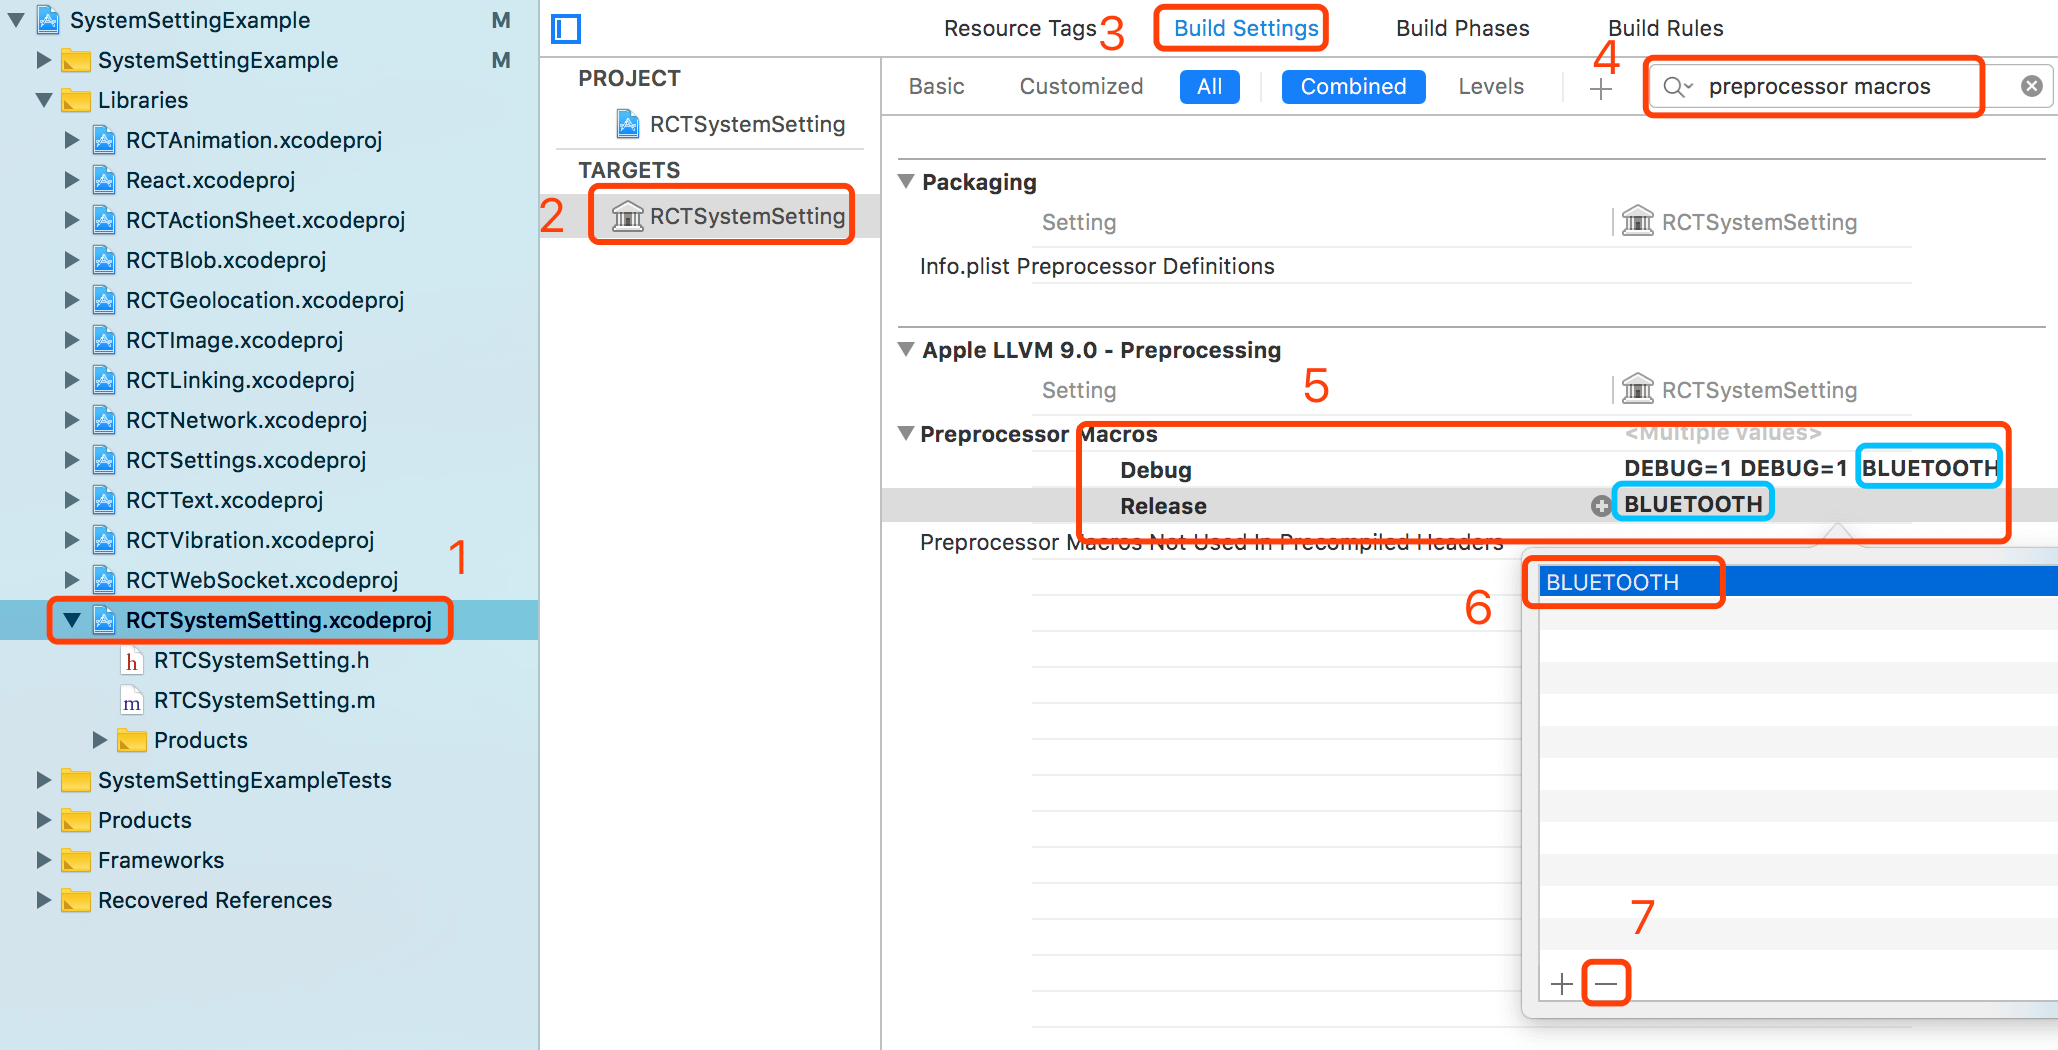 SystemSettingExample M
SystemSettingExample M
Libraries
RCTAnimation.xcodeproj
React.xcodeproj
RCTActionSheet.xcodeproj
RCTBlob.xcodeproj
RCTGeolocation.xcodeproj
RCTImage.xcodeproj
RCTLinking.xcodeproj
RCTNetwork.xcodeproj
RCTSettings.xcodeproj
RCTText.xcodeproj
RCTVibration.xcodeproj
1
RCTWebSocket.xcodeproj
RCTSystemSetting.xcodeproj
h RTCSystemSetting.h
m RTCSystemSetting.m
Products
SystemSettingExampleTests
Products
Frameworks
Recovered References
PROJECT
RCTSystemSetting
TARGETS
2 RCTSystemSetting
Resource Tags 3 Build Settings Build Phases Build Rules
4
Basic Customized All Combined Levels + preprocessor macros
Packaging
Setting RCTSystemSetting
Info.plist Preprocessor Definitions
Apple LLVM 9.0 - Preprocessing
5
Setting RCTSystemSetting
Preprocessor Macros <Multiple values>
Debug DEBUG=1 DEBUG=1 BLUETOOTH
Release BLUETOOTH
Preprocessor Macros Not Used In Precompiled Headers
6 BLUETOOTH
7
+ −